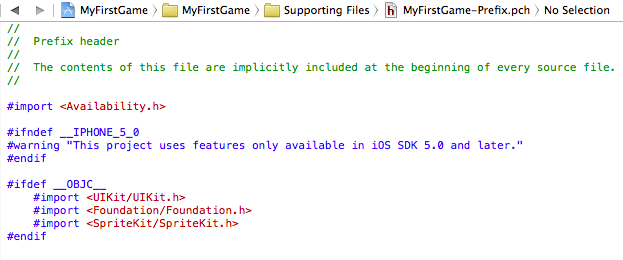 MyFirstGame MyFirstGame Supporting Files MyFirstGame-Prefix.pch No Selection
//
//  Prefix header
//
//  The contents of this file are implicitly included at the beginning of every source file.
//
#import <Availability.h>
#ifndef __IPHONE_5_0
#warning "This project uses features only available in iOS SDK 5.0 and later."
#endif
#ifdef __OBJC__
    #import <UIKit/UIKit.h>
    #import <Foundation/Foundation.h>
    #import <SpriteKit/SpriteKit.h>
#endif